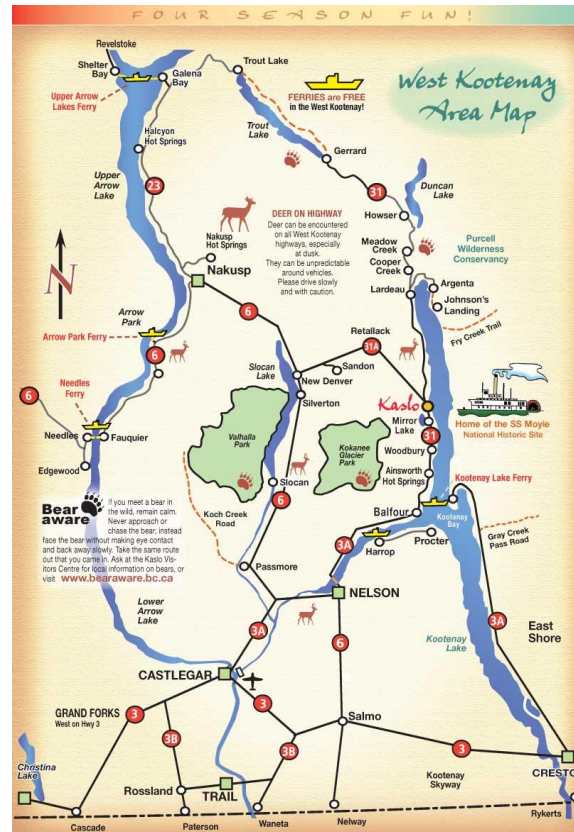 FOUR SEASON FUN!
West Kootenay
Area Map
Revelstoke
Shelter
Bay
Galena
Bay
Upper Arrow
Lakes Ferry
Trout Lake
FERRIES are FREE
in the West Kootenay!
Halcyon
Hot Springs
Trout
Lake
Gerrard
Upper
Arrow
Lake
23
31
Duncan
Lake
Howser
DEER ON HIGHWAY
Deer can be encountered
on all West Kootenay
highways, especially
at dusk.
They can be unpredictable
around vehicles.
Please drive slowly
and with caution.
Nakusp
Hot Springs
Nakusp
Meadow
Creek
Cooper
Creek
Purcell
Wilderness
Conservancy
N
Lardeau
Argenta
Johnson's
Landing
Fry Creek Trail
Arrow
Park
6
Arrow Park Ferry
6
Retallack
31A
Slocan
Lake
Sandon
New Denver
Silverton
Kaslo
Mirror
Lake
31
Home of the SS Moyie
National Historic Site
6
Needles
Ferry
Needles
Fauquier
Edgewood
Valhalla
Park
Kokanee
Glacier
Park
Woodbury
Ainsworth
Hot Springs
Slocan
6
Kootenay Lake Ferry
Balfour
Kootenay
Bay
Bear
aware
If you meet a bear in
the wild, remain calm.
Never approach or
chase the bear; instead
face the bear without making eye contact
and back away slowly. Take the same route
out that you came in. Ask at the Kaslo Vis-
itors Centre for local information on bears, or
visit www.bearaware.bc.ca
Koch Creek
Road
3A
Harrop
Procter
Gray Creek
Pass Road
Passmore
NELSON
Lower
Arrow
Lake
3A
6
3A
East
Shore
Kootenay
Lake
CASTLEGAR
GRAND FORKS
West on Hwy 3
3
3
Salmo
3B
3B
3
Christina
Lake
Kootenay
Skyway
CRESTO
Rossland
TRAIL
Cascade
Paterson
Waneta
Nelway
Rykerts